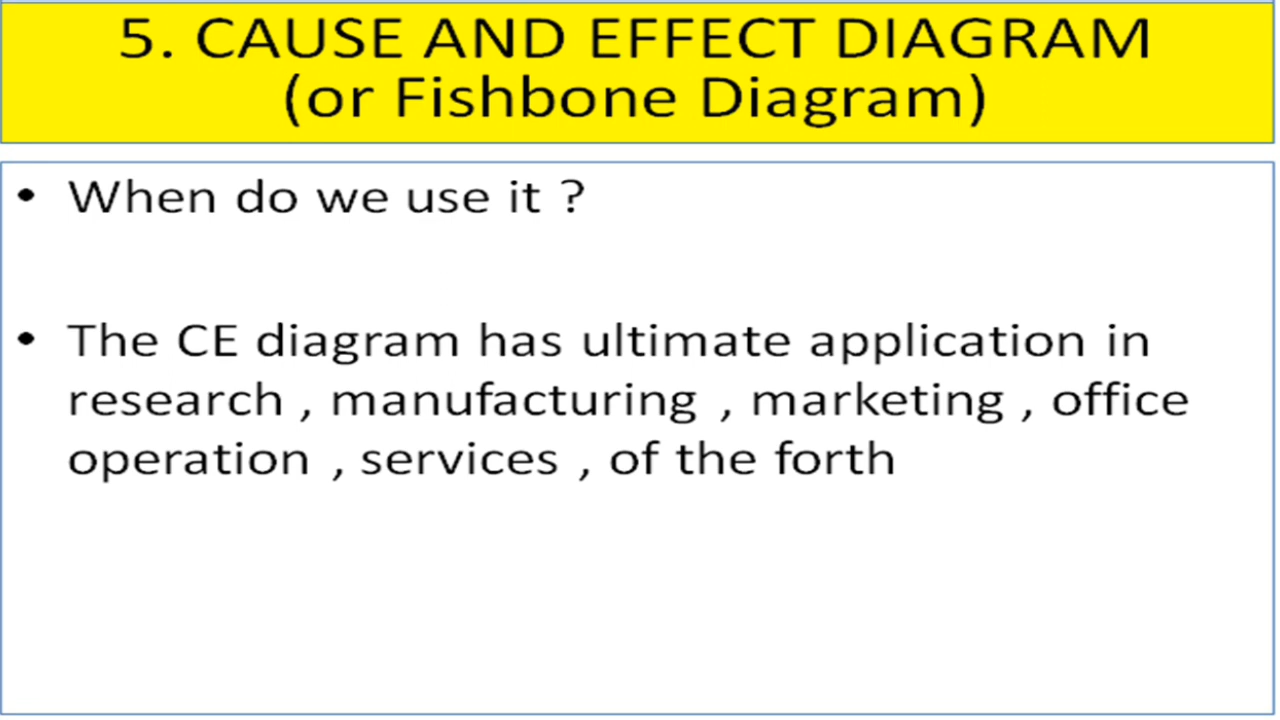 5. CAUSE AND EFFECT DIAGRAM
(or Fishbone Diagram)
• When do we use it ?
• The CE diagram has ultimate application in
research , manufacturing , marketing , office
operation , services , of the forth